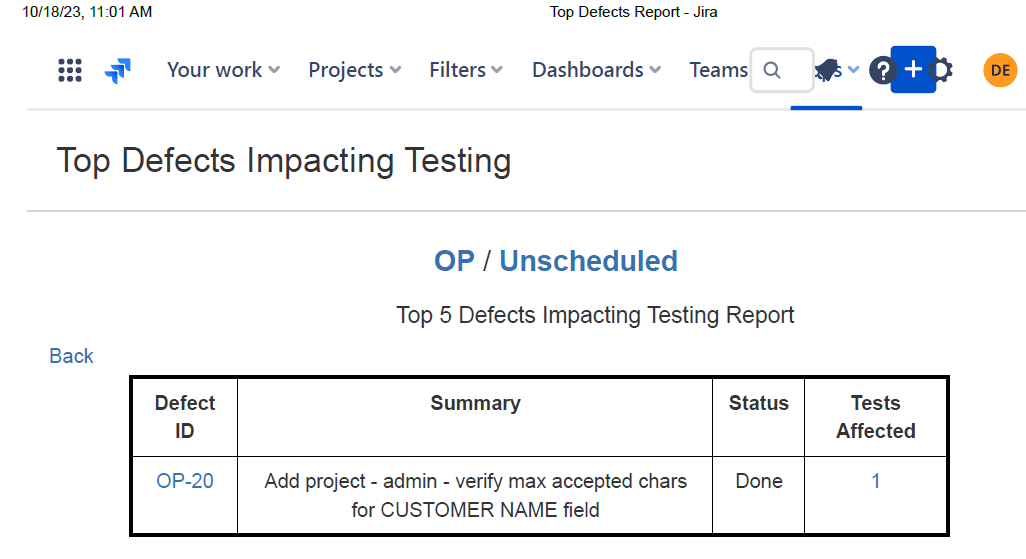 10/18/23, 11:01 AM Top Defects Report - Jira
Your work Projects Filters Dashboards Teams DE
Top Defects Impacting Testing
OP / Unscheduled
Top 5 Defects Impacting Testing Report
Back
Defect ID Summary Status Tests Affected
OP-20 Add project - admin - verify max accepted chars for CUSTOMER NAME field Done 1